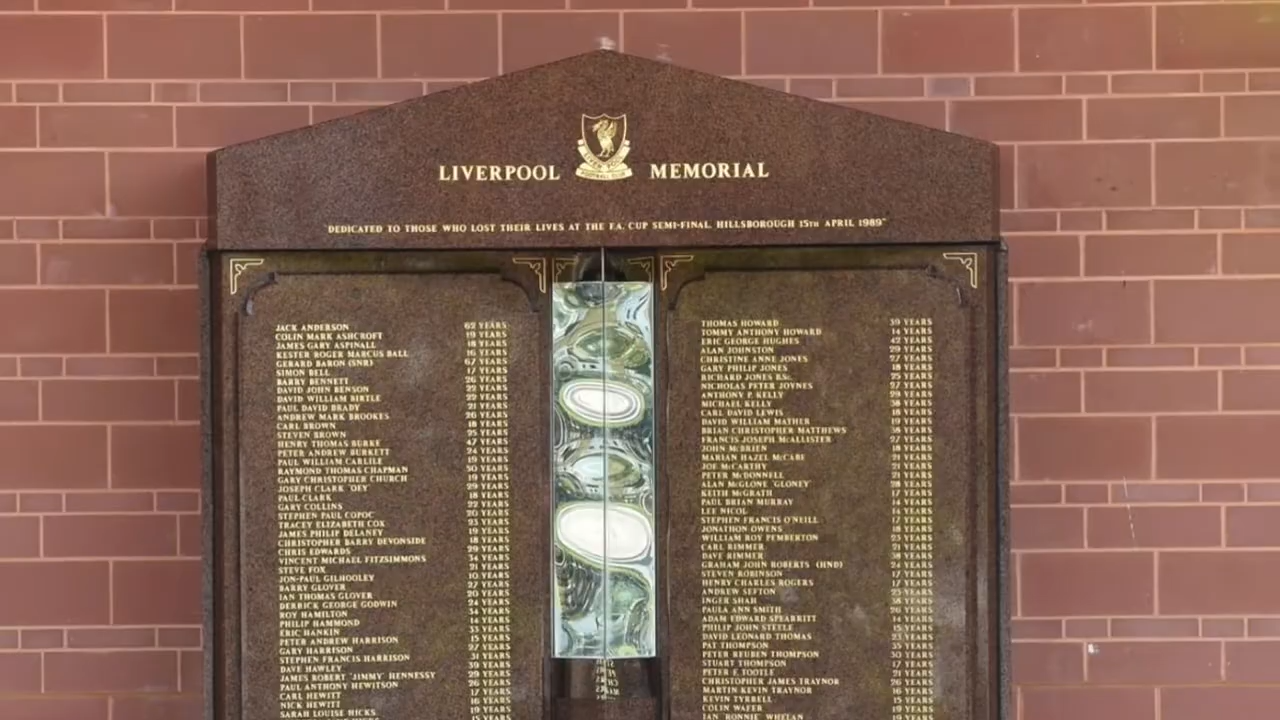 LIVERPOOL MEMORIAL
"DEDICATED TO THOSE WHO LOST THEIR LIVES AT THE F.A. CUP SEMI-FINAL. HILLSBOROUGH 15TH APRIL 1989"
JACK ANDERSON 62 YEARS
COLIN MARK ASHCROFT 19 YEARS
JAMES GARY ASPINALL 18 YEARS
KESTER ROGER MARCUS BALL 16 YEARS
GERARD BARON (SNR) 67 YEARS
SIMON BELL 17 YEARS
BARRY BENNETT 26 YEARS
DAVID JOHN BENSON 22 YEARS
DAVID WILLIAM BIRTLE 22 YEARS
PAUL DAVID BRADY 21 YEARS
ANDREW MARK BROOKES 26 YEARS
CARL BROWN 18 YEARS
STEVEN BROWN 25 YEARS
HENRY THOMAS BURKE 47 YEARS
PETER ANDREW BURKETT 24 YEARS
PAUL WILLIAM CARLILE 19 YEARS
RAYMOND THOMAS CHAPMAN 50 YEARS
GARY CHRISTOPHER CHURCH 19 YEARS
JOSEPH CLARK 'OEY' 29 YEARS
PAUL CLARK 18 YEARS
GARY COLLINS 22 YEARS
STEPHEN PAUL COPOC 20 YEARS
TRACEY ELIZABETH COX 23 YEARS
JAMES PHILIP DELANEY 19 YEARS
CHRISTOPHER BARRY DEVONSIDE 18 YEARS
CHRIS EDWARDS 29 YEARS
VINCENT MICHAEL FITZSIMMONS 34 YEARS
STEVE FOX 21 YEARS
JON-PAUL GILHOOLEY 10 YEARS
BARRY GLOVER 27 YEARS
IAN THOMAS GLOVER 20 YEARS
DERRICK GEORGE GODWIN 24 YEARS
ROY HAMILTON 34 YEARS
PHILIP HAMMOND 14 YEARS
ERIC HANKIN 33 YEARS
PETER ANDREW HARRISON 15 YEARS
GARY HARRISON 27 YEARS
STEPHEN FRANCIS HARRISON 31 YEARS
DAVE HAWLEY 39 YEARS
JAMES ROBERT 'JIMMY' HENNESSY 29 YEARS
PAUL ANTHONY HEWITSON 26 YEARS
CARL HEWITT 17 YEARS
NICK HEWITT 16 YEARS
SARAH LOUISE HICKS 19 YEARS
THOMAS HOWARD 39 YEARS
TOMMY ANTHONY HOWARD 14 YEARS
ERIC GEORGE HUGHES 42 YEARS
ALAN JOHNSTON 29 YEARS
CHRISTINE ANNE JONES 27 YEARS
GARY PHILIP JONES 18 YEARS
RICHARD JONES B.Sc. 25 YEARS
NICHOLAS PETER JOYNES 27 YEARS
ANTHONY P. KELLY 29 YEARS
MICHAEL KELLY 38 YEARS
CARL DAVID LEWIS 18 YEARS
DAVID WILLIAM MATHER 19 YEARS
BRIAN CHRISTOPHER MATTHEWS 38 YEARS
FRANCIS JOSEPH McALLISTER 27 YEARS
JOHN McBRIEN 18 YEARS
MARIAN HAZEL McCABE 21 YEARS
JOE McCARTHY 21 YEARS
PETER McDONNELL 21 YEARS
ALAN McGLONE 'GLONEY' 28 YEARS
KEITH McGRATH 17 YEARS
PAUL BRIAN MURRAY 14 YEARS
LEE NICOL 14 YEARS
STEPHEN FRANCIS O'NEILL 17 YEARS
JONATHON OWENS 18 YEARS
WILLIAM ROY PEMBERTON 23 YEARS
CARL RIMMER 21 YEARS
DAVE RIMMER 38 YEARS
GRAHAM JOHN ROBERTS (HND) 24 YEARS
STEVEN ROBINSON 17 YEARS
HENRY CHARLES ROGERS 17 YEARS
ANDREW SEFTON 23 YEARS
INGER SHAH 38 YEARS
PAULA ANN SMITH 26 YEARS
ADAM EDWARD SPEARRITT 14 YEARS
PHILIP JOHN STEELE 15 YEARS
DAVID LEONARD THOMAS 23 YEARS
PAT THOMPSON 35 YEARS
PETER REUBEN THOMPSON 30 YEARS
STUART THOMPSON 17 YEARS
PETER F. TOOTLE 21 YEARS
CHRISTOPHER JAMES TRAYNOR 26 YEARS
MARTIN KEVIN TRAYNOR 16 YEARS
KEVIN TYRRELL 15 YEARS
COLIN WAFER 19 YEARS
IAN 'RONNIE' WHELAN 19 YEARS